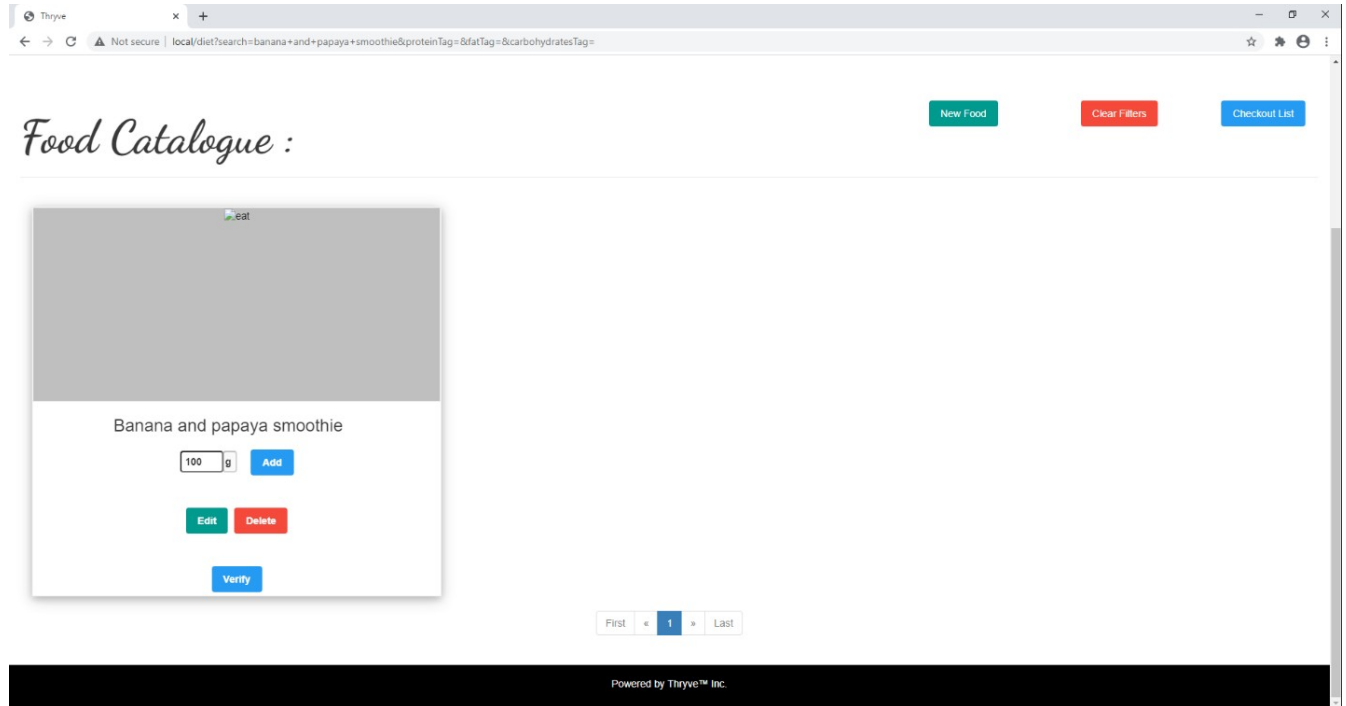 Thryve
Not secure | local/diet?search=banana+and+papaya+smoothie&proteinTag=&fatTag=&carbohydratesTag=
Food Catalogue :
New Food
Clear Filters
Checkout List
eat
Banana and papaya smoothie
100 g Add
Edit Delete
Verify
First « 1 » Last
Powered by Thryve™ Inc.